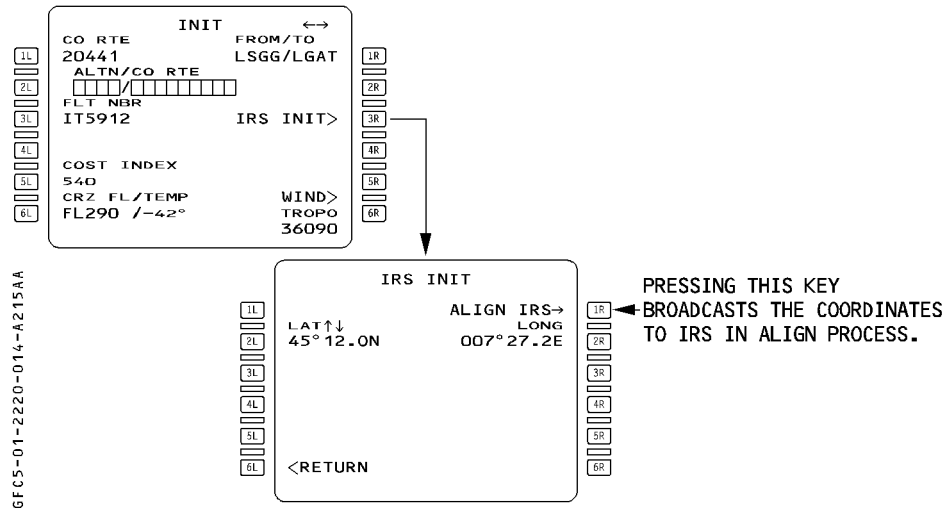 INIT ←→
CO RTE FROM/TO
1L 20441 LSGG/LGAT 1R
ALTN/CO RTE
2L / 2R
FLT NBR
3L IT5912 IRS INIT> 3R
4L 4R
COST INDEX
5L 540 5R
CRZ FL/TEMP WIND>
6L FL290 /-42° TROPO 6R
36090
IRS INIT
1L ALIGN IRS→ 1R
LAT↑↓ LONG
2L 45°12.0N 007°27.2E 2R
3L 3R
4L 4R
5L 5R
6L <RETURN 6R
PRESSING THIS KEY
BROADCASTS THE COORDINATES
TO IRS IN ALIGN PROCESS.
GFC5-01-2220-014-A215AA